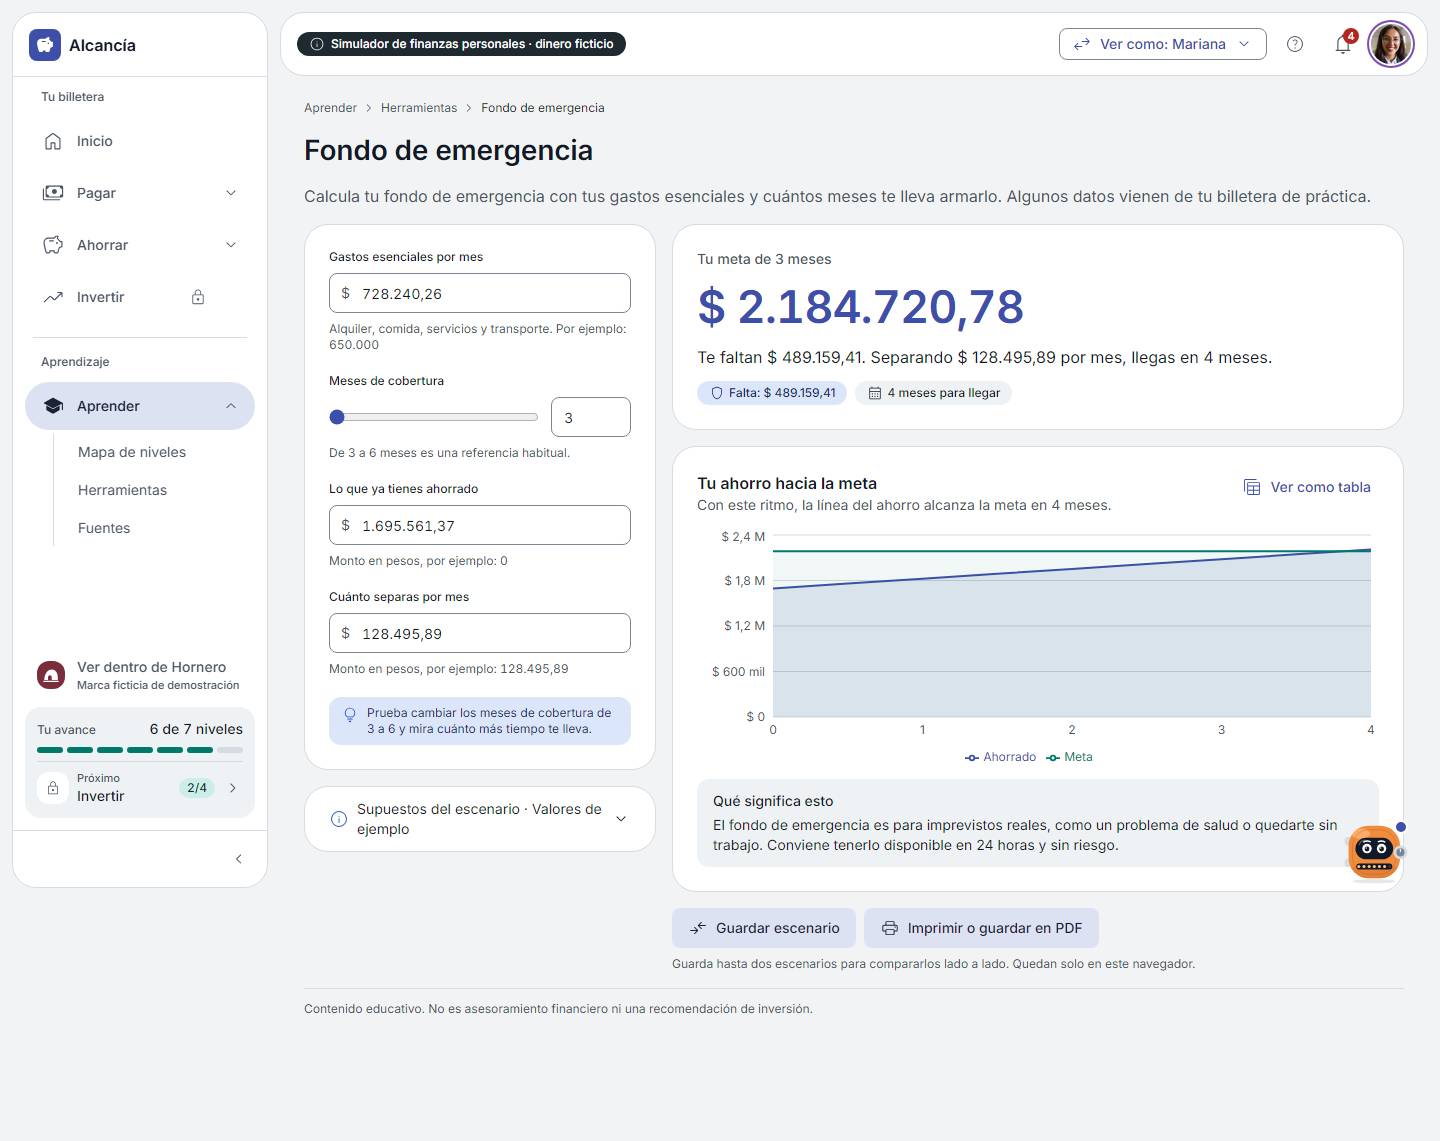 Alcancía
Tu billetera
Inicio
Pagar
Ahorrar
Invertir
Aprendizaje
Aprender
Mapa de niveles
Herramientas
Fuentes
Ver dentro de Hornero
Marca ficticia de demostración
Tu avance 6 de 7 niveles
Próximo
Invertir
2/4
Simulador de finanzas personales · dinero ficticio
Ver como: Mariana
4
Aprender Herramientas Fondo de emergencia
Fondo de emergencia
Calcula tu fondo de emergencia con tus gastos esenciales y cuántos meses te lleva armarlo. Algunos datos vienen de tu billetera de práctica.
Gastos esenciales por mes
$ 728.240,26
Alquiler, comida, servicios y transporte. Por ejemplo:
650.000
Meses de cobertura
3
De 3 a 6 meses es una referencia habitual.
Lo que ya tienes ahorrado
$ 1.695.561,37
Monto en pesos, por ejemplo: 0
Cuánto separas por mes
$ 128.495,89
Monto en pesos, por ejemplo: 128.495,89
Prueba cambiar los meses de cobertura de
3 a 6 y mira cuánto más tiempo te lleva.
Supuestos del escenario · Valores de
ejemplo
Tu meta de 3 meses
$ 2.184.720,78
Te faltan $ 489.159,41. Separando $ 128.495,89 por mes, llegas en 4 meses.
Falta: $ 489.159,41
4 meses para llegar
Tu ahorro hacia la meta
Con este ritmo, la línea del ahorro alcanza la meta en 4 meses.
Ver como tabla
$ 2,4 M
$ 1,8 M
$ 1,2 M
$ 600 mil
$ 0
0 1 2 3 4
Ahorrado Meta
Qué significa esto
El fondo de emergencia es para imprevistos reales, como un problema de salud o quedarte sin
trabajo. Conviene tenerlo disponible en 24 horas y sin riesgo.
Guardar escenario
Imprimir o guardar en PDF
Guarda hasta dos escenarios para compararlos lado a lado. Quedan solo en este navegador.
Contenido educativo. No es asesoramiento financiero ni una recomendación de inversión.